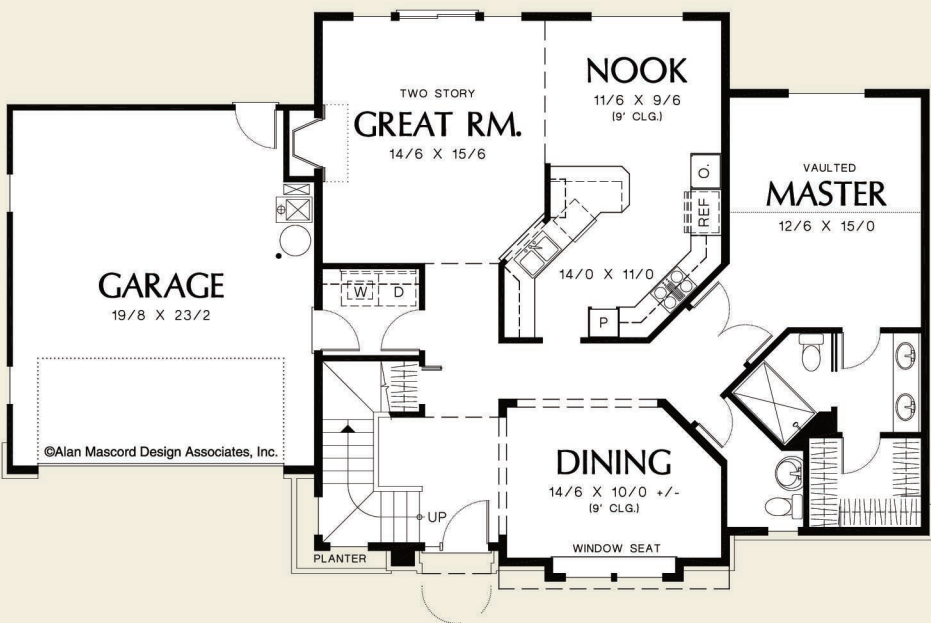 NOOK
11/6 X 9/6
(9' CLG.)
TWO STORY
GREAT RM.
14/6 X 15/6
VAULTED
MASTER
12/6 X 15/0
O.
REF
14/0 X 11/0
P
W D
GARAGE
19/8 X 23/2
©Alan Mascord Design Associates, Inc.
DINING
14/6 X 10/0 +/-
(9' CLG.)
UP
WINDOW SEAT
PLANTER